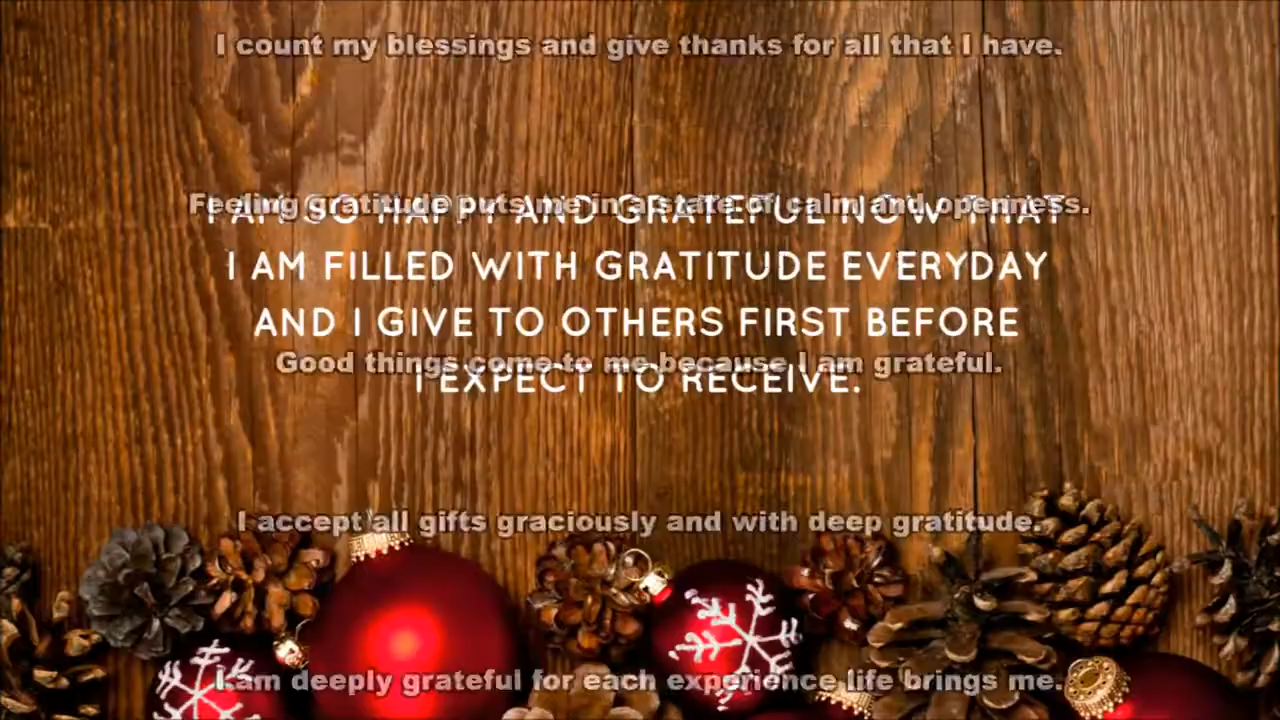 I count my blessings and give thanks for all that I have.
Feeling gratitude puts me in a state of calm and openness.
I AM SO HAPPY AND GRATEFUL NOW THAT
I AM FILLED WITH GRATITUDE EVERYDAY
AND I GIVE TO OTHERS FIRST BEFORE
Good things come to me because I am grateful.
I EXPECT TO RECEIVE.
I accept all gifts graciously and with deep gratitude.
I am deeply grateful for each experience life brings me.